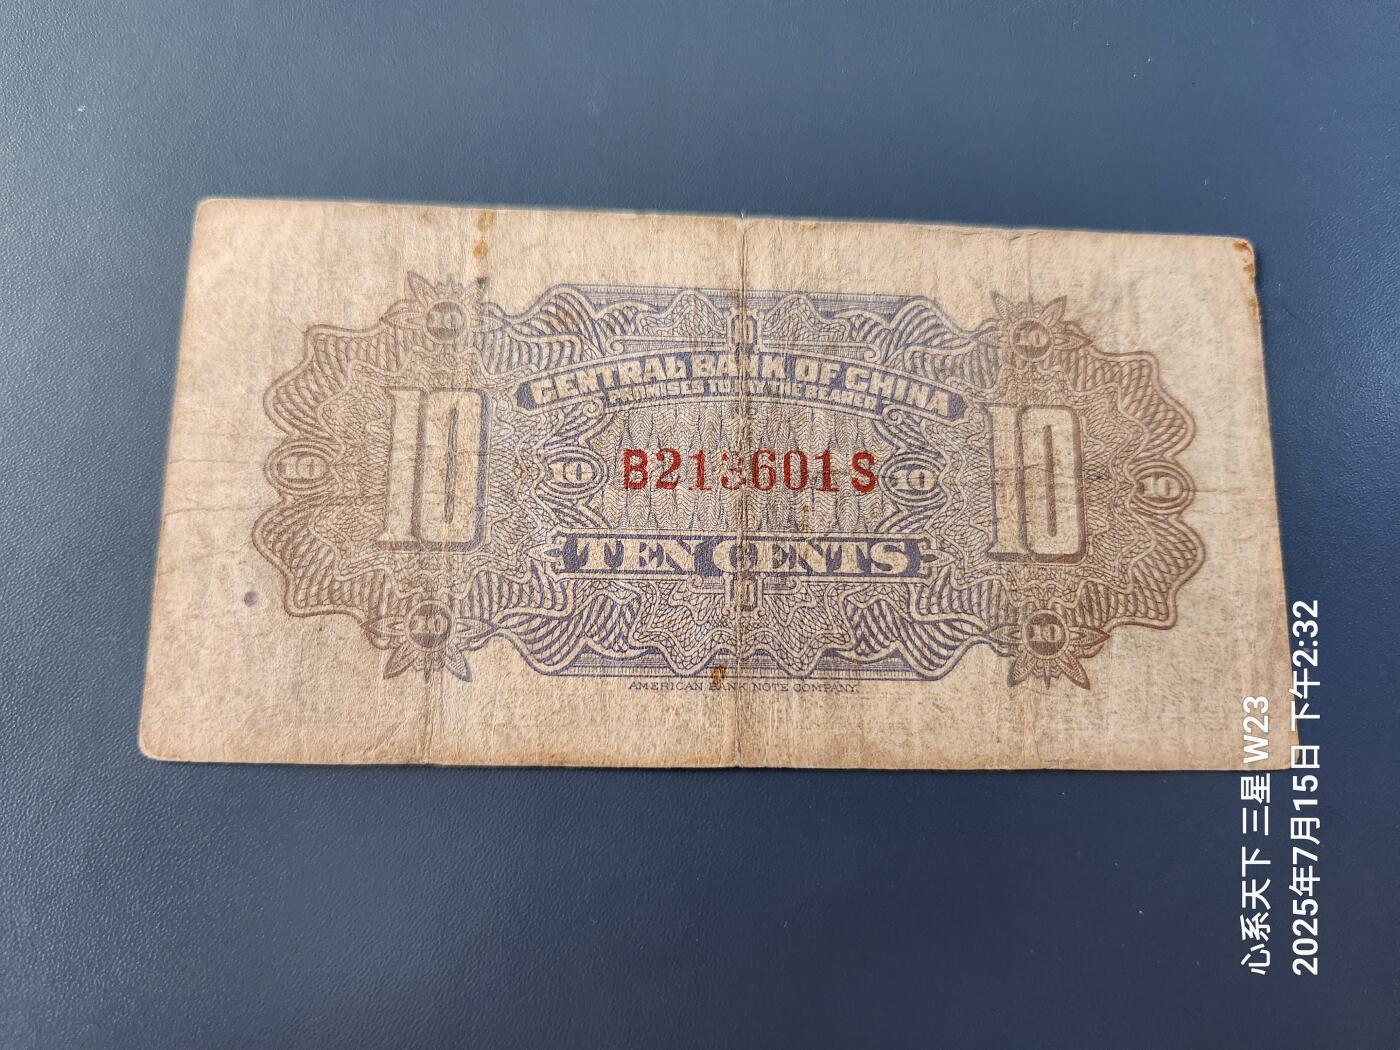 10
10
10
CENTRAL BANK OF CHINA
PROMISES TO PAY THE BEARER
10
10
10
10
B213601S
10
10
TEN CENTS
10
10
10
AMERICAN BANK NOTE COMPANY.
心系天下 三星 W23
2025年7月15日 下午2:32